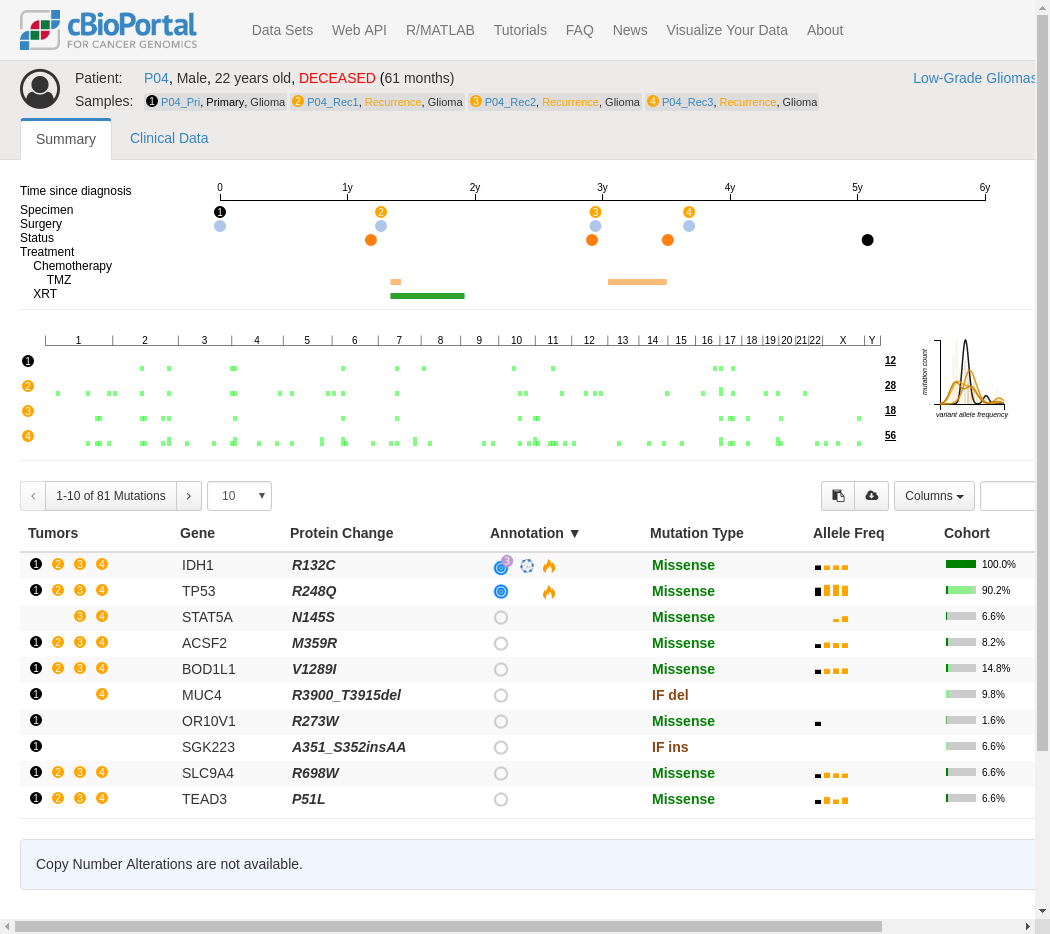 cBioPortal
FOR CANCER GENOMICS
Data Sets Web API R/MATLAB Tutorials FAQ News Visualize Your Data About
Patient: P04, Male, 22 years old, DECEASED (61 months) Low-Grade Gliomas
Samples: 1 P04_Pri, Primary, Glioma 2 P04_Rec1, Recurrence, Glioma 3 P04_Rec2, Recurrence, Glioma 4 P04_Rec3, Recurrence, Glioma
Summary Clinical Data
Time since diagnosis 0 1y 2y 3y 4y 5y 6y
Specimen 1 2 3 4
Surgery
Status
Treatment
Chemotherapy
TMZ
XRT
1 2 3 4 5 6 7 8 9 10 11 12 13 14 15 16 17 18 19 20 21 22 X Y
1 12
2 28
3 18
4 56
mutation count
variant allele frequency
< 1-10 of 81 Mutations > 10 ▼ Columns
Tumors Gene Protein Change Annotation ▼ Mutation Type Allele Freq Cohort
1 2 3 4 IDH1 R132C 3 Missense 100.0%
1 2 3 4 TP53 R248Q Missense 90.2%
3 4 STAT5A N145S Missense 6.6%
1 2 3 4 ACSF2 M359R Missense 8.2%
1 2 3 4 BOD1L1 V1289I Missense 14.8%
1 4 MUC4 R3900_T3915del IF del 9.8%
1 OR10V1 R273W Missense 1.6%
1 SGK223 A351_S352insAA IF ins 6.6%
1 2 3 4 SLC9A4 R698W Missense 6.6%
1 2 3 4 TEAD3 P51L Missense 6.6%
Copy Number Alterations are not available.